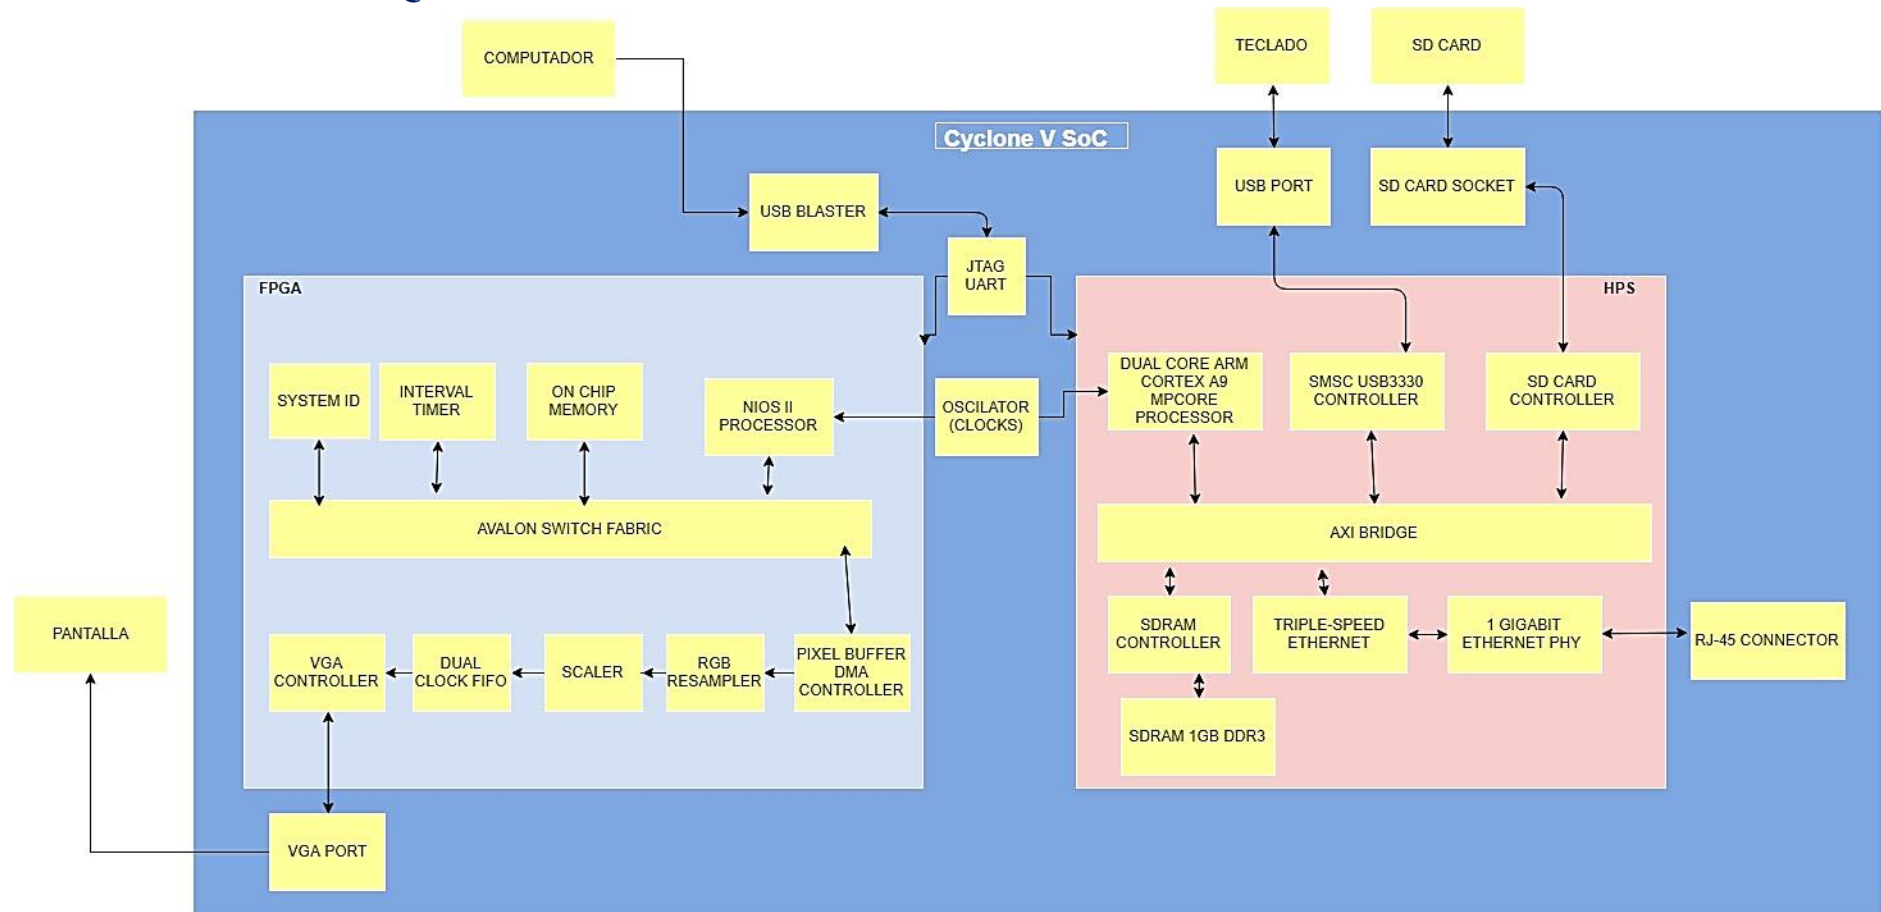 COMPUTADOR
TECLADO
SD CARD
Cyclone V SoC
USB BLASTER
USB PORT
SD CARD SOCKET
JTAG
UART
FPGA
HPS
SYSTEM ID
INTERVAL
TIMER
ON CHIP
MEMORY
NIOS II
PROCESSOR
OSCILATOR
(CLOCKS)
DUAL CORE ARM
CORTEX A9
MPCORE
PROCESSOR
SMSC USB3330
CONTROLLER
SD CARD
CONTROLLER
AVALON SWITCH FABRIC
AXI BRIDGE
PANTALLA
VGA
CONTROLLER
DUAL
CLOCK FIFO
SCALER
RGB
RESAMPLER
PIXEL BUFFER
DMA
CONTROLLER
SDRAM
CONTROLLER
TRIPLE-SPEED
ETHERNET
1 GIGABIT
ETHERNET PHY
RJ-45 CONNECTOR
SDRAM 1GB DDR3
VGA PORT